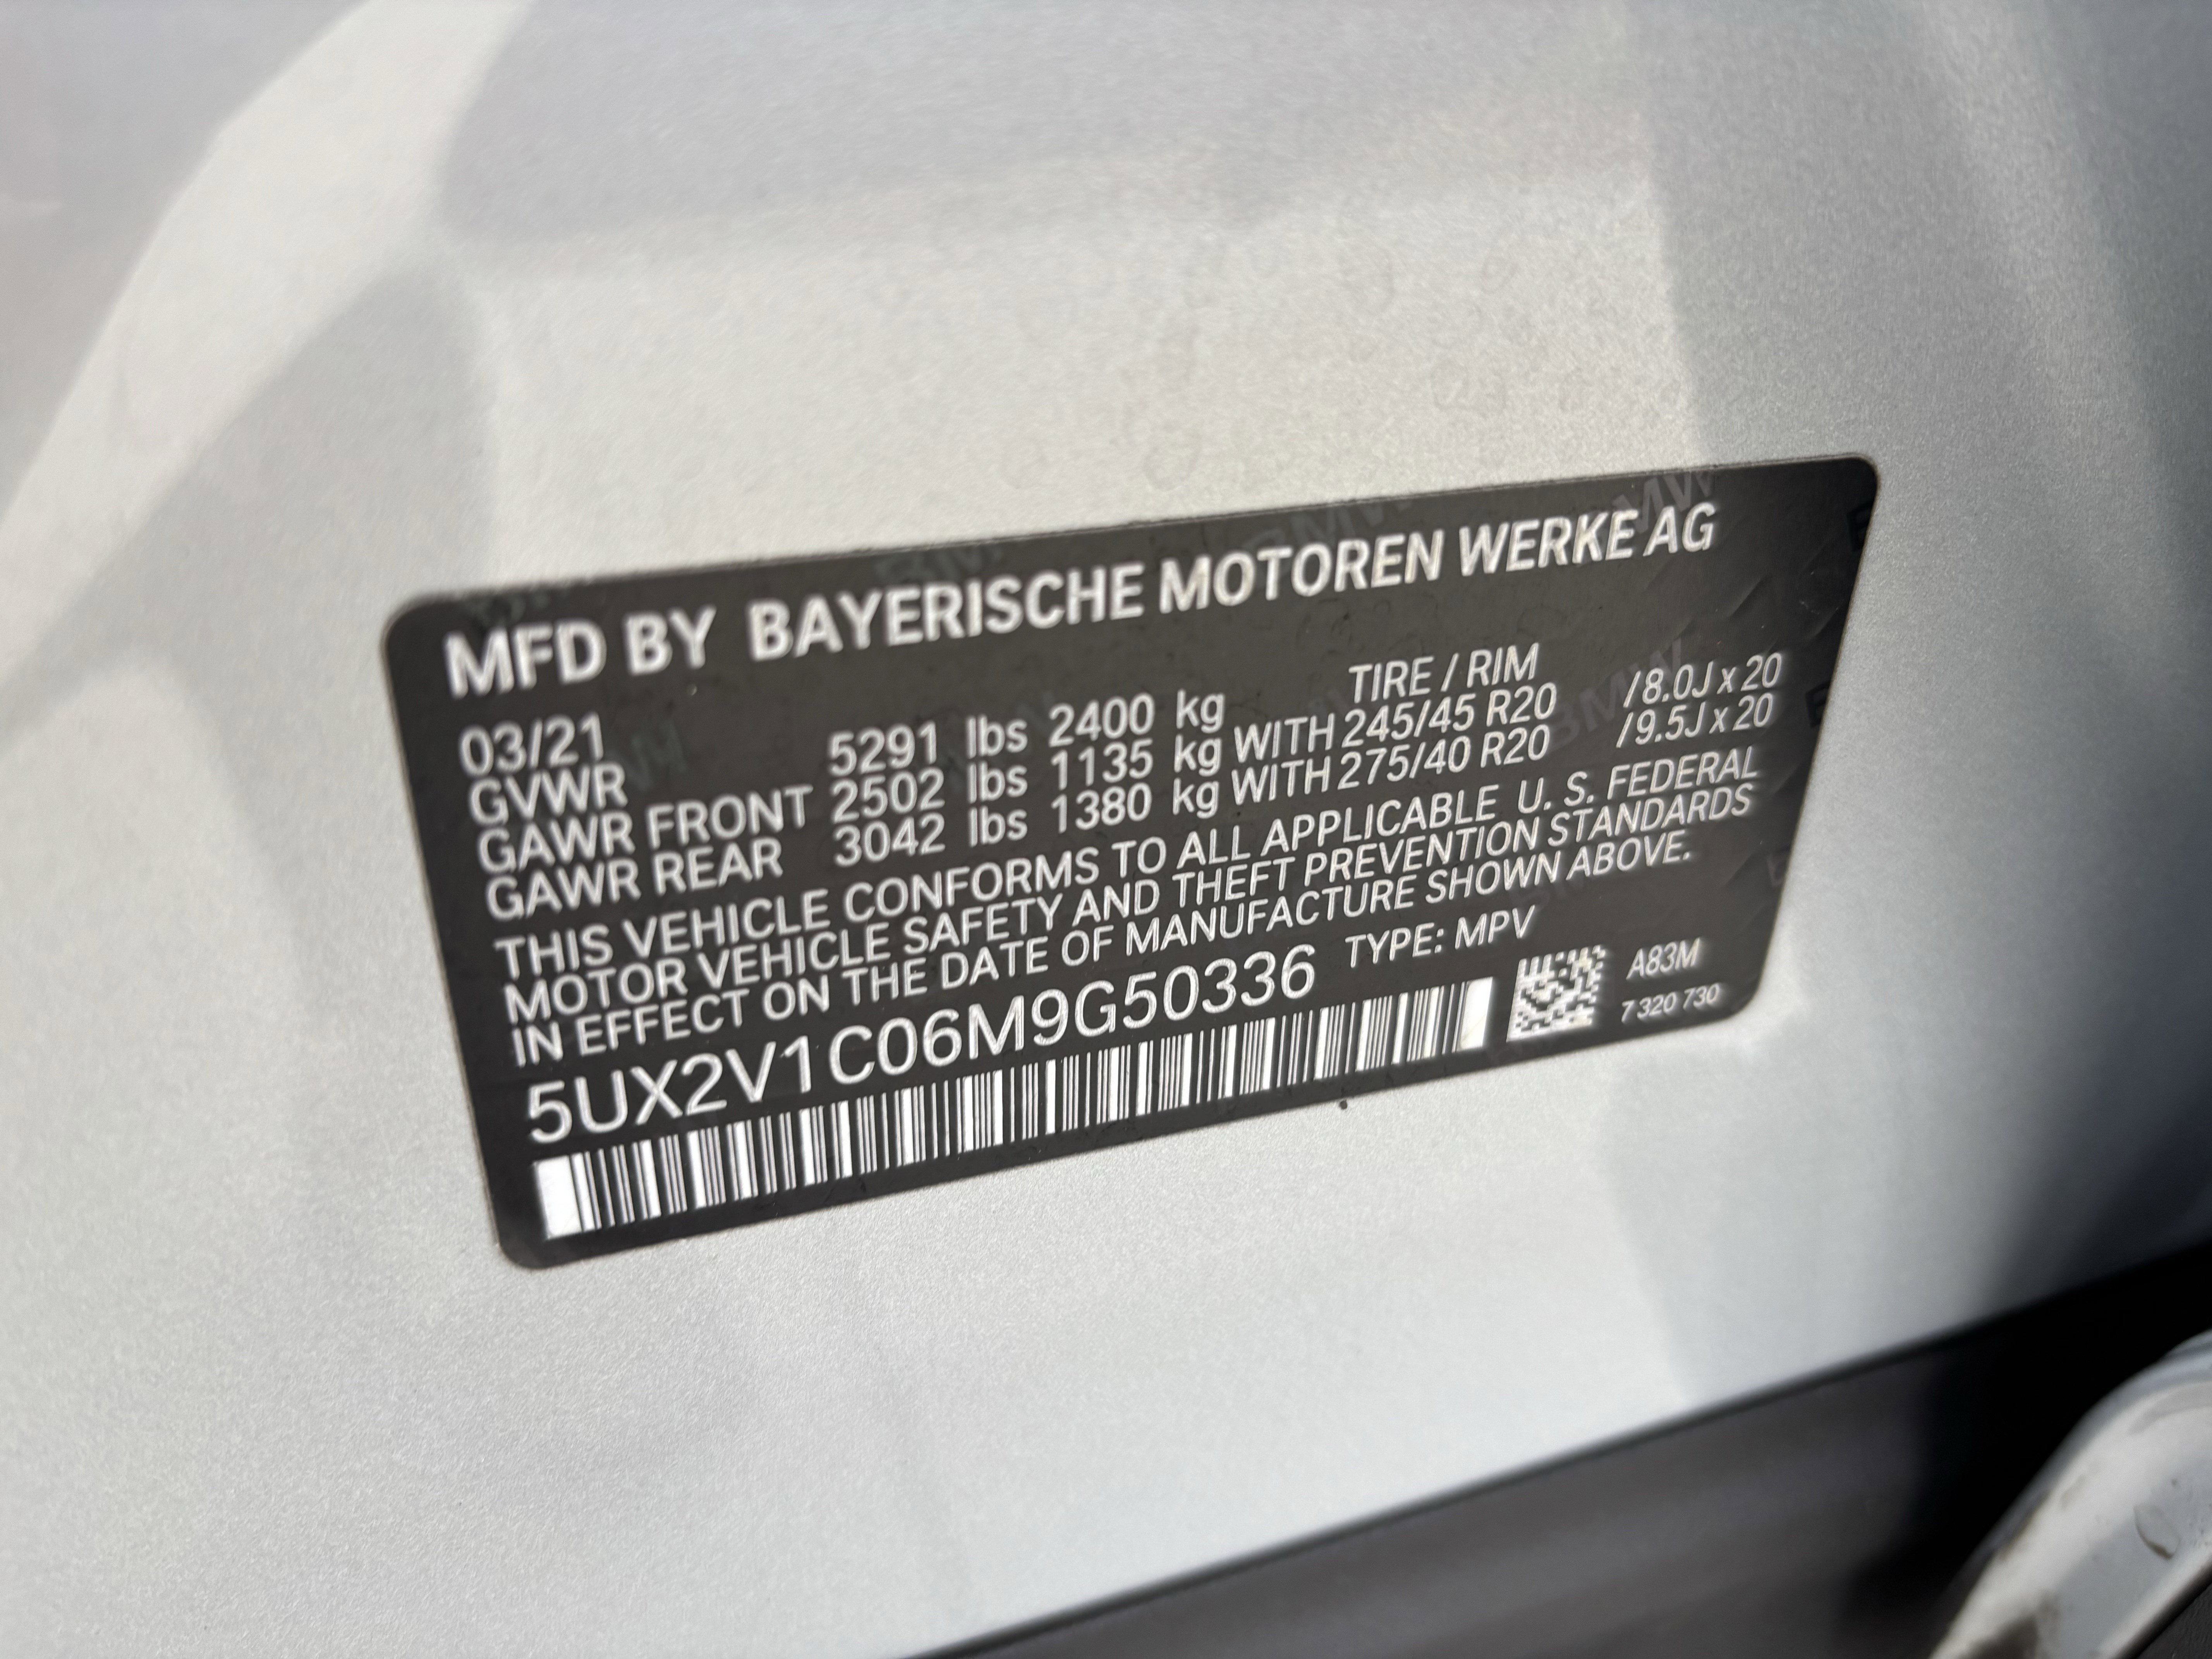 MFD BY BAYERISCHE MOTOREN WERKE AG
03/21 TIRE / RIM
GVWR 5291 lbs 2400 kg
GAWR FRONT 2502 lbs 1135 kg WITH 245/45 R20 /8.0J x 20
GAWR REAR 3042 lbs 1380 kg WITH 275/40 R20 /9.5J x 20
THIS VEHICLE CONFORMS TO ALL APPLICABLE U. S. FEDERAL
MOTOR VEHICLE SAFETY AND THEFT PREVENTION STANDARDS
IN EFFECT ON THE DATE OF MANUFACTURE SHOWN ABOVE.
5UX2V1C06M9G50336 TYPE: MPV
A83M
7 320 730